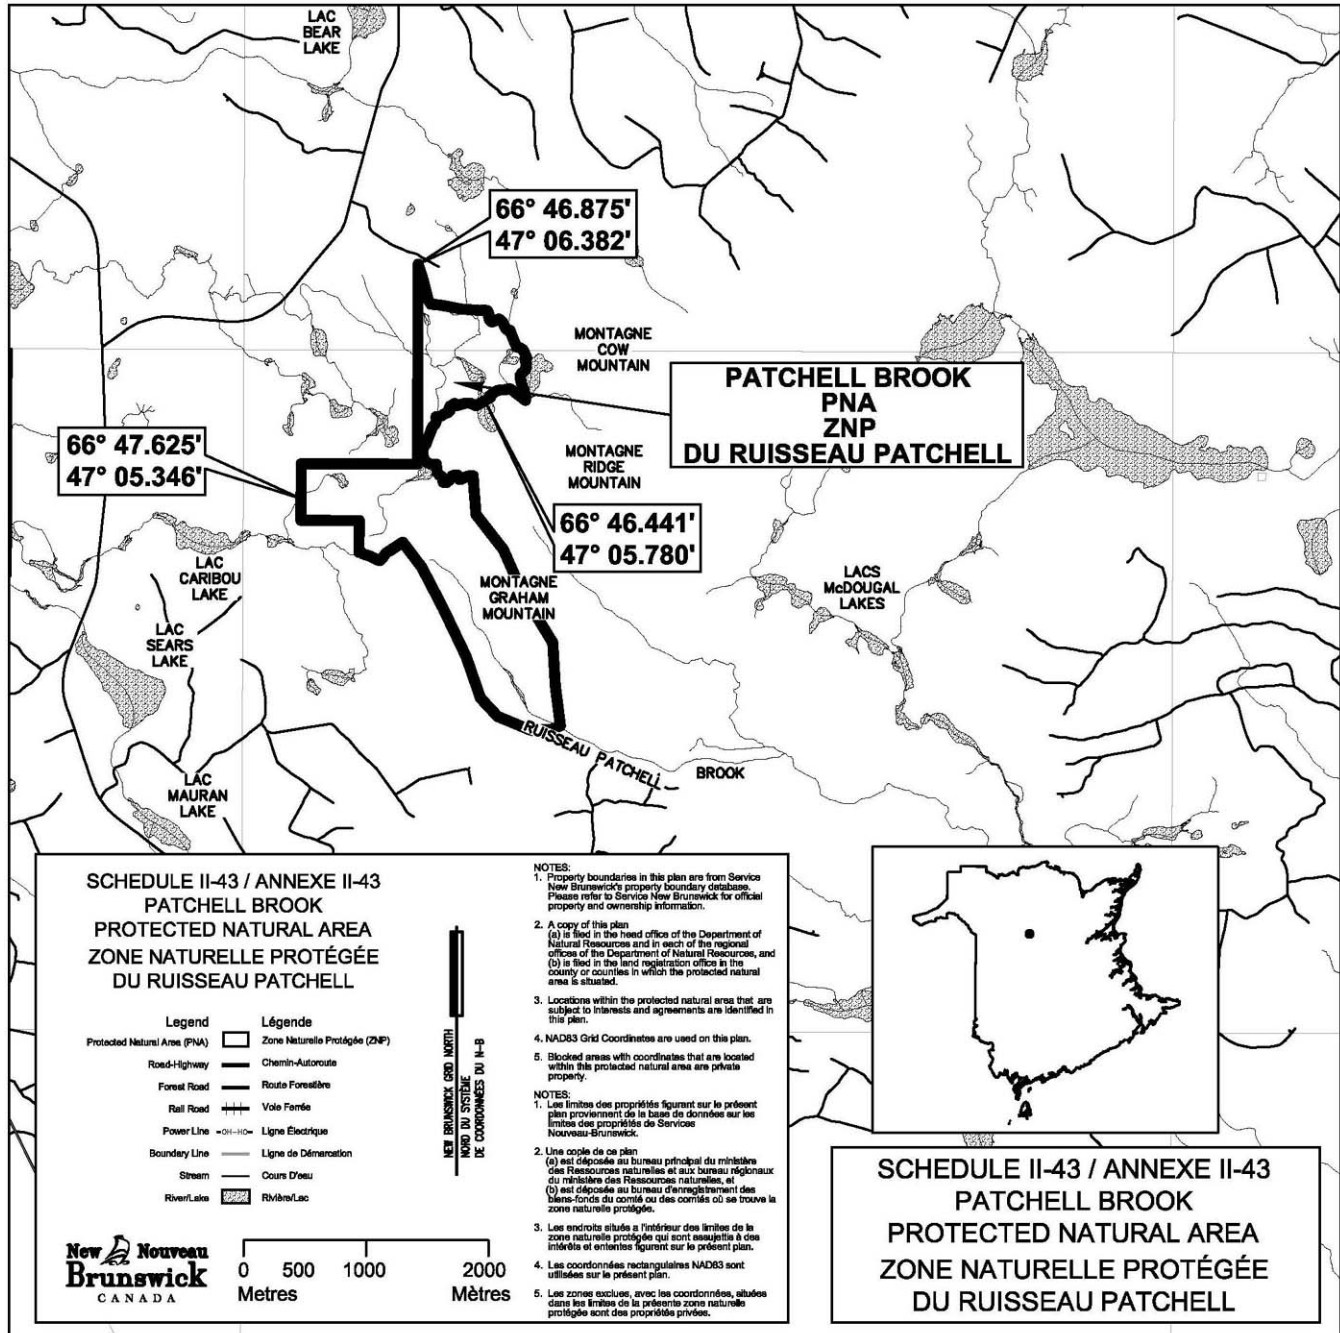 LAC
BEAR
LAKE
66° 46.875'
47° 06.382'
MONTAGNE
COW
MOUNTAIN
PATCHELL BROOK
PNA
ZNP
DU RUISSEAU PATCHELL
66° 47.625'
47° 05.346'
MONTAGNE
RIDGE
MOUNTAIN
66° 46.441'
47° 05.780'
LAC
CARIBOU
LAKE
MONTAGNE
GRAHAM
MOUNTAIN
LACS
McDOUGAL
LAKES
LAC
SEARS
LAKE
RUISSEAU PATCHELL
BROOK
LAC
MAURAN
LAKE
SCHEDULE II-43 / ANNEXE II-43
PATCHELL BROOK
PROTECTED NATURAL AREA
ZONE NATURELLE PROTÉGÉE
DU RUISSEAU PATCHELL
Legend Légende
Protected Natural Area (PNA) Zone Naturelle Protégée (ZNP)
Road-Highway Chemin-Autoroute
Forest Road Route Forestière
Rail Road Voie Ferrée
Power Line -OH-HO- Ligne Électrique
Boundary Line Ligne de Démarcation
Stream Cours D'eau
River/Lake Rivière/Lac
New Nouveau
Brunswick
CANADA
0 500 1000 2000
Metres Mètres
NEW BRUNSWICK GRID NORTH
NORD DU SYSTÈME
DE COORDONNÉES DU N-B
NOTES:
1. Property boundaries in this plan are from Service
New Brunswick's property boundary database.
Please refer to Service New Brunswick for official
property and ownership information.
2. A copy of this plan
(a) is filed in the head office of the Department of
Natural Resources and in each of the regional
offices of the Department of Natural Resources, and
(b) is filed in the land registration office in the
county or counties in which the protected natural
area is situated.
3. Locations within the protected natural area that are
subject to interests and agreements are identified in
this plan.
4. NAD83 Grid Coordinates are used on this plan.
5. Blocked areas with coordinates that are located
within this protected natural area are private
property.
NOTES:
1. Les limites des propriétés figurant sur le présent
plan proviennent de la base de données sur les
limites des propriétés de Services
Nouveau-Brunswick.
2. Une copie de ce plan
(a) est déposée au bureau principal du ministère
des Ressources naturelles et aux bureau régionaux
du ministère des Ressources naturelles, et
(b) est déposée au bureau d'enregistrement des
biens-fonds du comté ou des comtés où se trouve la
zone naturelle protégée.
3. Les endroits situés a l'intérieur des limites de la
zone naturelle protégée qui sont assujettis à des
intérêts et ententes figurent sur le présent plan.
4. Les coordonnées rectangulaires NAD83 sont
utilisées sur le présent plan.
5. Les zones exclues, avec les coordonnées, situées
dans les limites de la présente zone naturelle
protégée sont des propriétés privées.
SCHEDULE II-43 / ANNEXE II-43
PATCHELL BROOK
PROTECTED NATURAL AREA
ZONE NATURELLE PROTÉGÉE
DU RUISSEAU PATCHELL